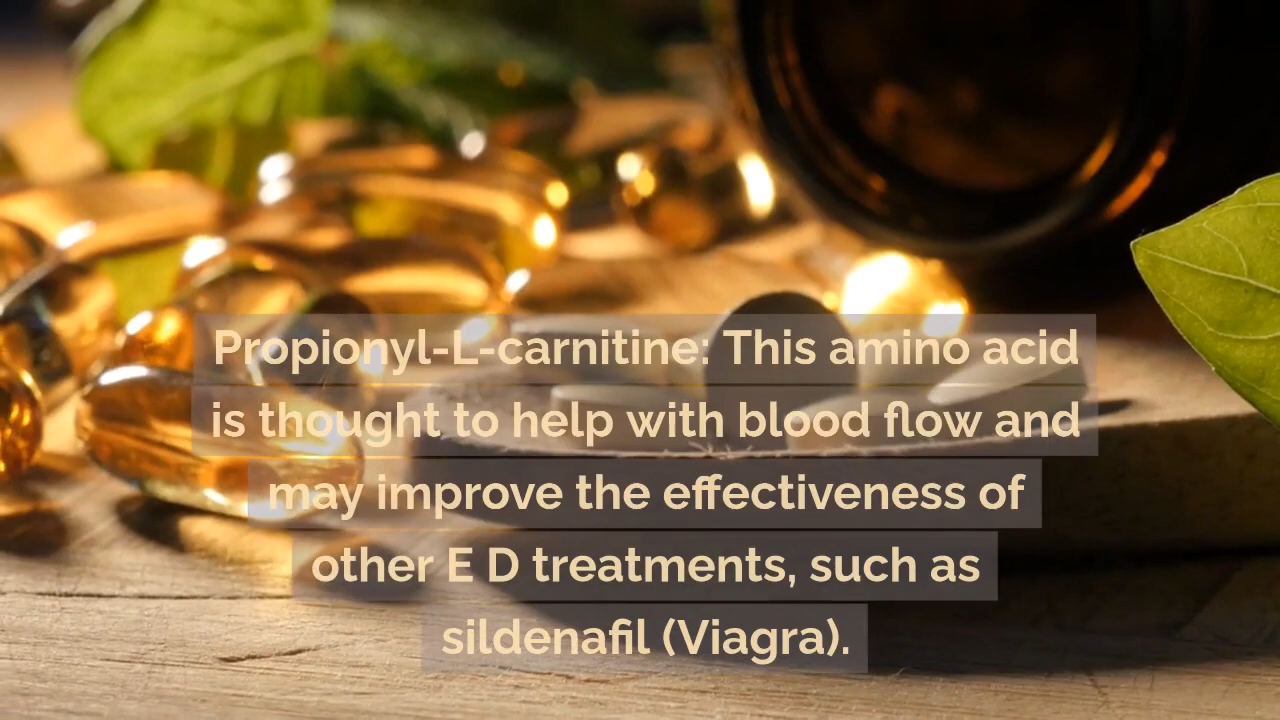 Propionyl-L-carnitine: This amino acid
is thought to help with blood flow and
may improve the effectiveness of
other E D treatments, such as
sildenafil (Viagra).